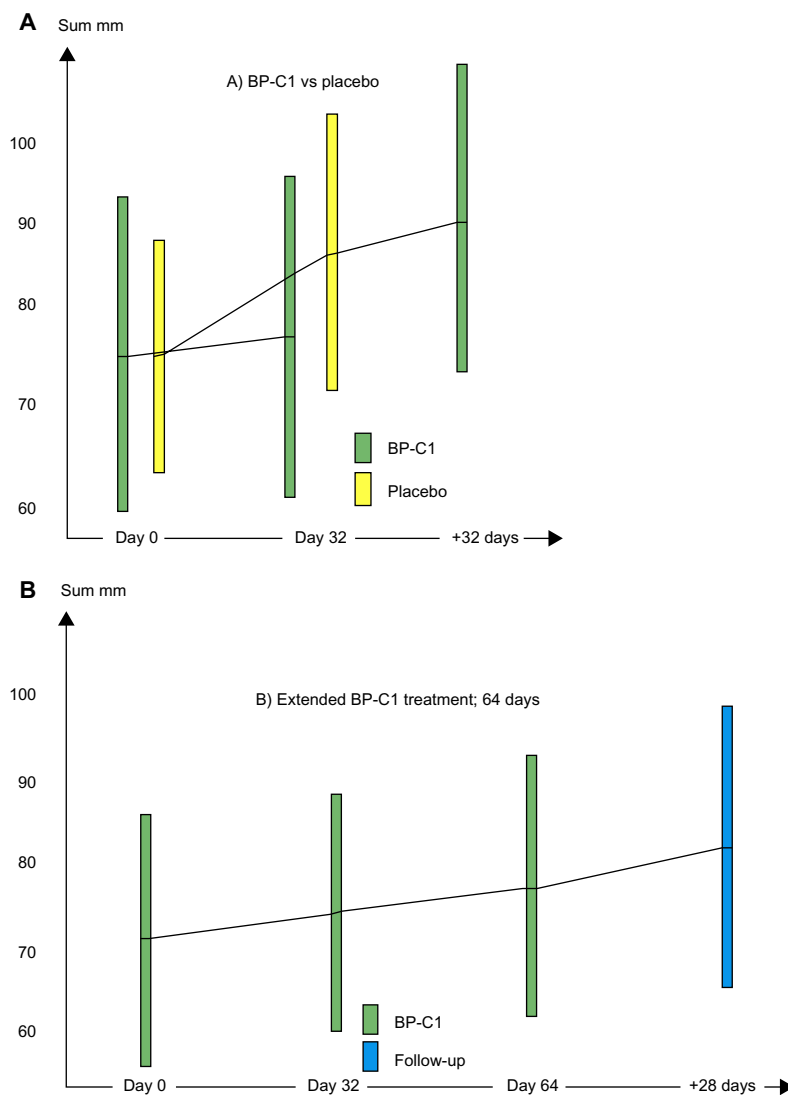 A
Sum mm
A) BP-C1 vs placebo
100
90
80
70
60
BP-C1
Placebo
Day 0
Day 32
+32 days
B
Sum mm
B) Extended BP-C1 treatment; 64 days
100
90
80
70
60
BP-C1
Follow-up
Day 0
Day 32
Day 64
+28 days